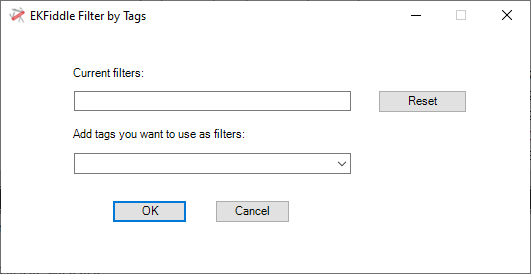 EKFiddle Filter by Tags
Current filters:
Reset
Add tags you want to use as filters:
OK Cancel